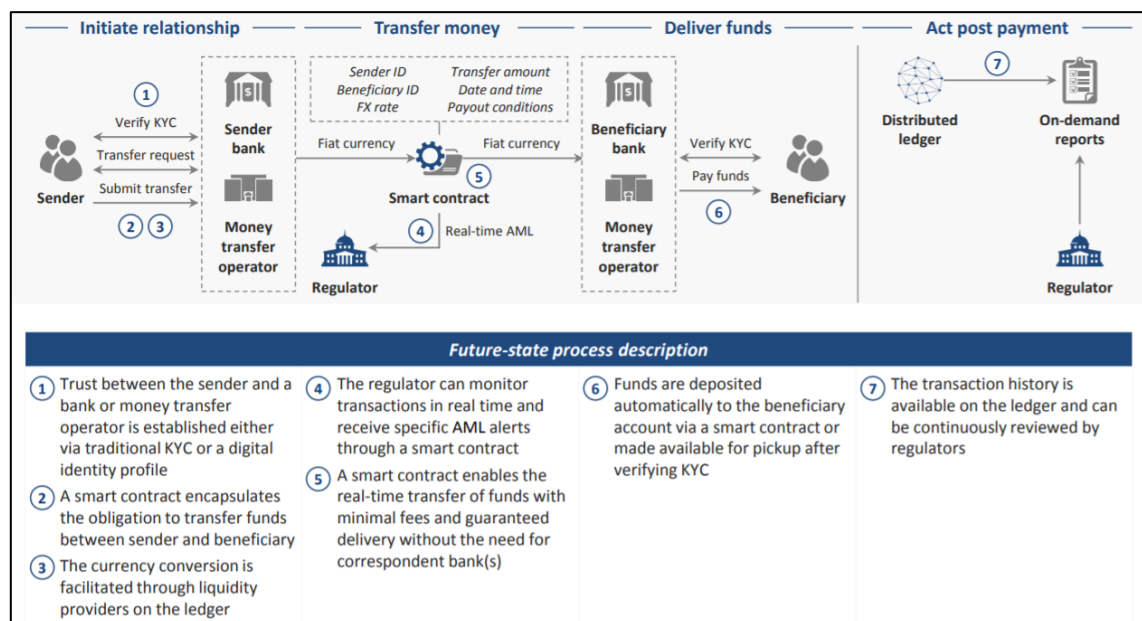 Initiate relationship
Transfer money
Deliver funds
Act post payment
1
Verify KYC
Transfer request
Submit transfer
2 3
Sender
Sender
bank
Money
transfer
operator
Sender ID
Beneficiary ID
FX rate
Transfer amount
Date and time
Payout conditions
Fiat currency
Fiat currency
5
Smart contract
4
Real-time AML
Regulator
Beneficiary
bank
Money
transfer
operator
Verify KYC
Pay funds
6
Beneficiary
7
Distributed
ledger
On-demand
reports
Regulator
Future-state process description
1 Trust between the sender and a
bank or money transfer
operator is established either
via traditional KYC or a digital
identity profile
2 A smart contract encapsulates
the obligation to transfer funds
between sender and beneficiary
3 The currency conversion is
facilitated through liquidity
providers on the ledger
4 The regulator can monitor
transactions in real time and
receive specific AML alerts
through a smart contract
5 A smart contract enables the
real-time transfer of funds with
minimal fees and guaranteed
delivery without the need for
correspondent bank(s)
6 Funds are deposited
automatically to the beneficiary
account via a smart contract or
made available for pickup after
verifying KYC
7 The transaction history is
available on the ledger and can
be continuously reviewed by
regulators